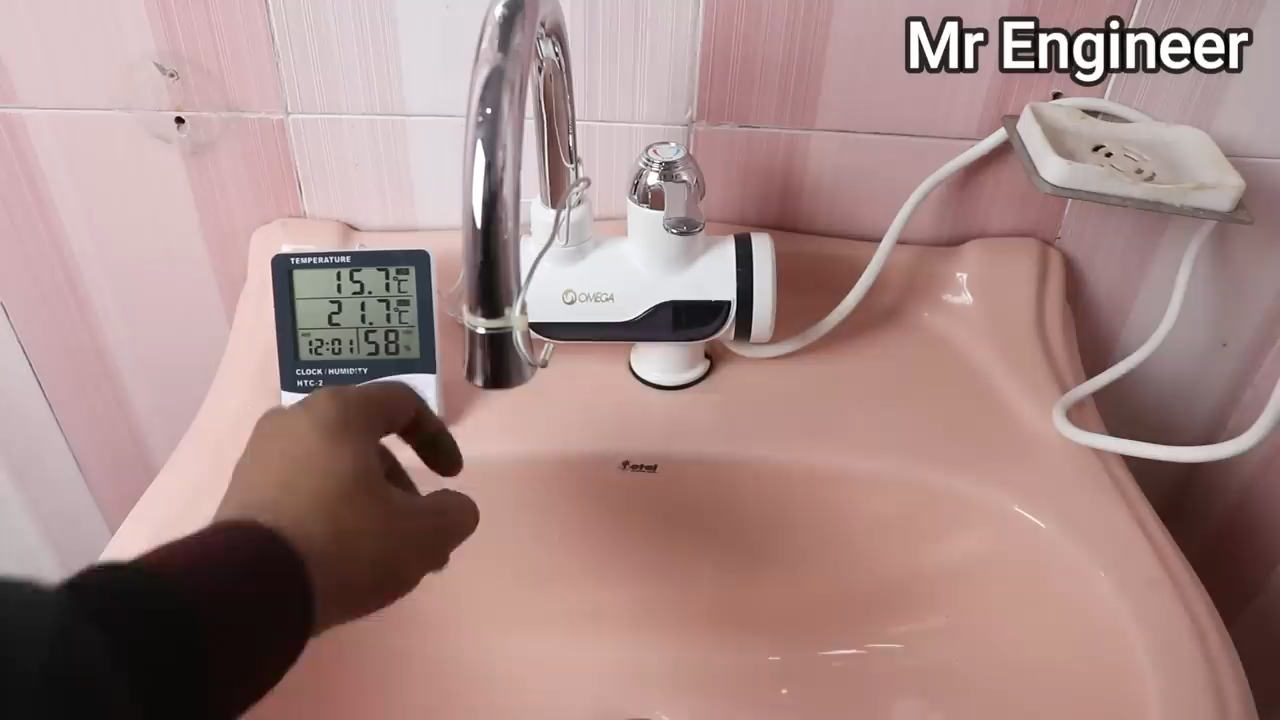 Mr Engineer
TEMPERATURE
15.7°C
21.7°C
12:01 58%
CLOCK / HUMIDITY
HTC-2
OMEGA